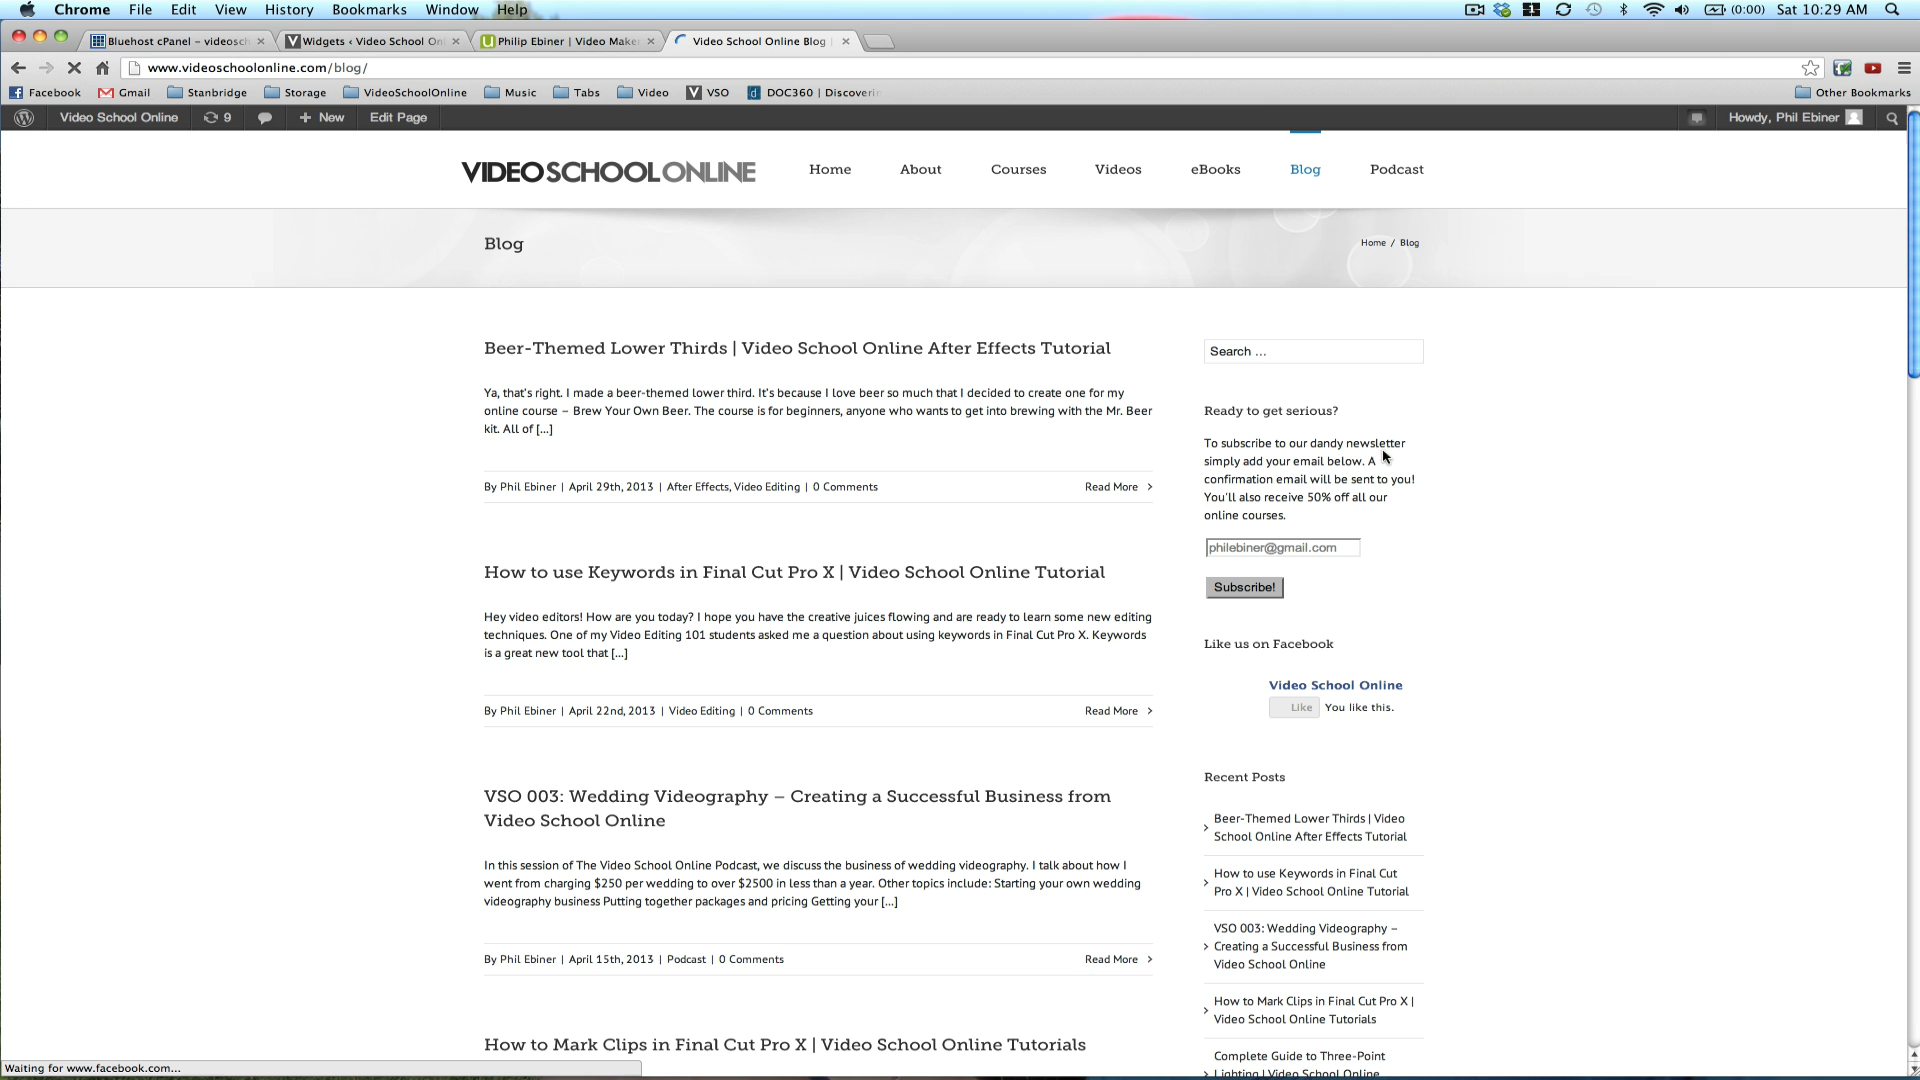 Chrome File Edit View History Bookmarks Window Help (0:00) Sat 10:29 AM
Bluehost cPanel – videosch Widgets ‹ Video School On Philip Ebiner | Video Make Video School Online Blog |
www.videoschoolonline.com/blog/
Facebook Gmail Stanbridge Storage VideoSchoolOnline Music Tabs Video VSO DOC360 | Discoverin Other Bookmarks
Video School Online 9 + New Edit Page Howdy, Phil Ebiner
VIDEOSCHOOLONLINE Home About Courses Videos eBooks Blog Podcast
Blog Home / Blog
Beer-Themed Lower Thirds | Video School Online After Effects Tutorial
Ya, that's right. I made a beer-themed lower third. It's because I love beer so much that I decided to create one for my
online course – Brew Your Own Beer. The course is for beginners, anyone who wants to get into brewing with the Mr. Beer
kit. All of [...]
By Phil Ebiner | April 29th, 2013 | After Effects, Video Editing | 0 Comments Read More
How to use Keywords in Final Cut Pro X | Video School Online Tutorial
Hey video editors! How are you today? I hope you have the creative juices flowing and are ready to learn some new editing
techniques. One of my Video Editing 101 students asked me a question about using keywords in Final Cut Pro X. Keywords
is a great new tool that [...]
By Phil Ebiner | April 22nd, 2013 | Video Editing | 0 Comments Read More
VSO 003: Wedding Videography – Creating a Successful Business from
Video School Online
In this session of The Video School Online Podcast, we discuss the business of wedding videography. I talk about how I
went from charging $250 per wedding to over $2500 in less than a year. Other topics include: Starting your own wedding
videography business Putting together packages and pricing Getting your [...]
By Phil Ebiner | April 15th, 2013 | Podcast | 0 Comments Read More
How to Mark Clips in Final Cut Pro X | Video School Online Tutorials
Search ...
Ready to get serious?
To subscribe to our dandy newsletter
simply add your email below. A
confirmation email will be sent to you!
You'll also receive 50% off all our
online courses.
philebiner@gmail.com
Subscribe!
Like us on Facebook
Video School Online
Like You like this.
Recent Posts
Beer-Themed Lower Thirds | Video
School Online After Effects Tutorial
How to use Keywords in Final Cut
Pro X | Video School Online Tutorial
VSO 003: Wedding Videography –
Creating a Successful Business from
Video School Online
How to Mark Clips in Final Cut Pro X |
Video School Online Tutorials
Complete Guide to Three-Point
Lighting | Video School Online
Waiting for www.facebook.com...